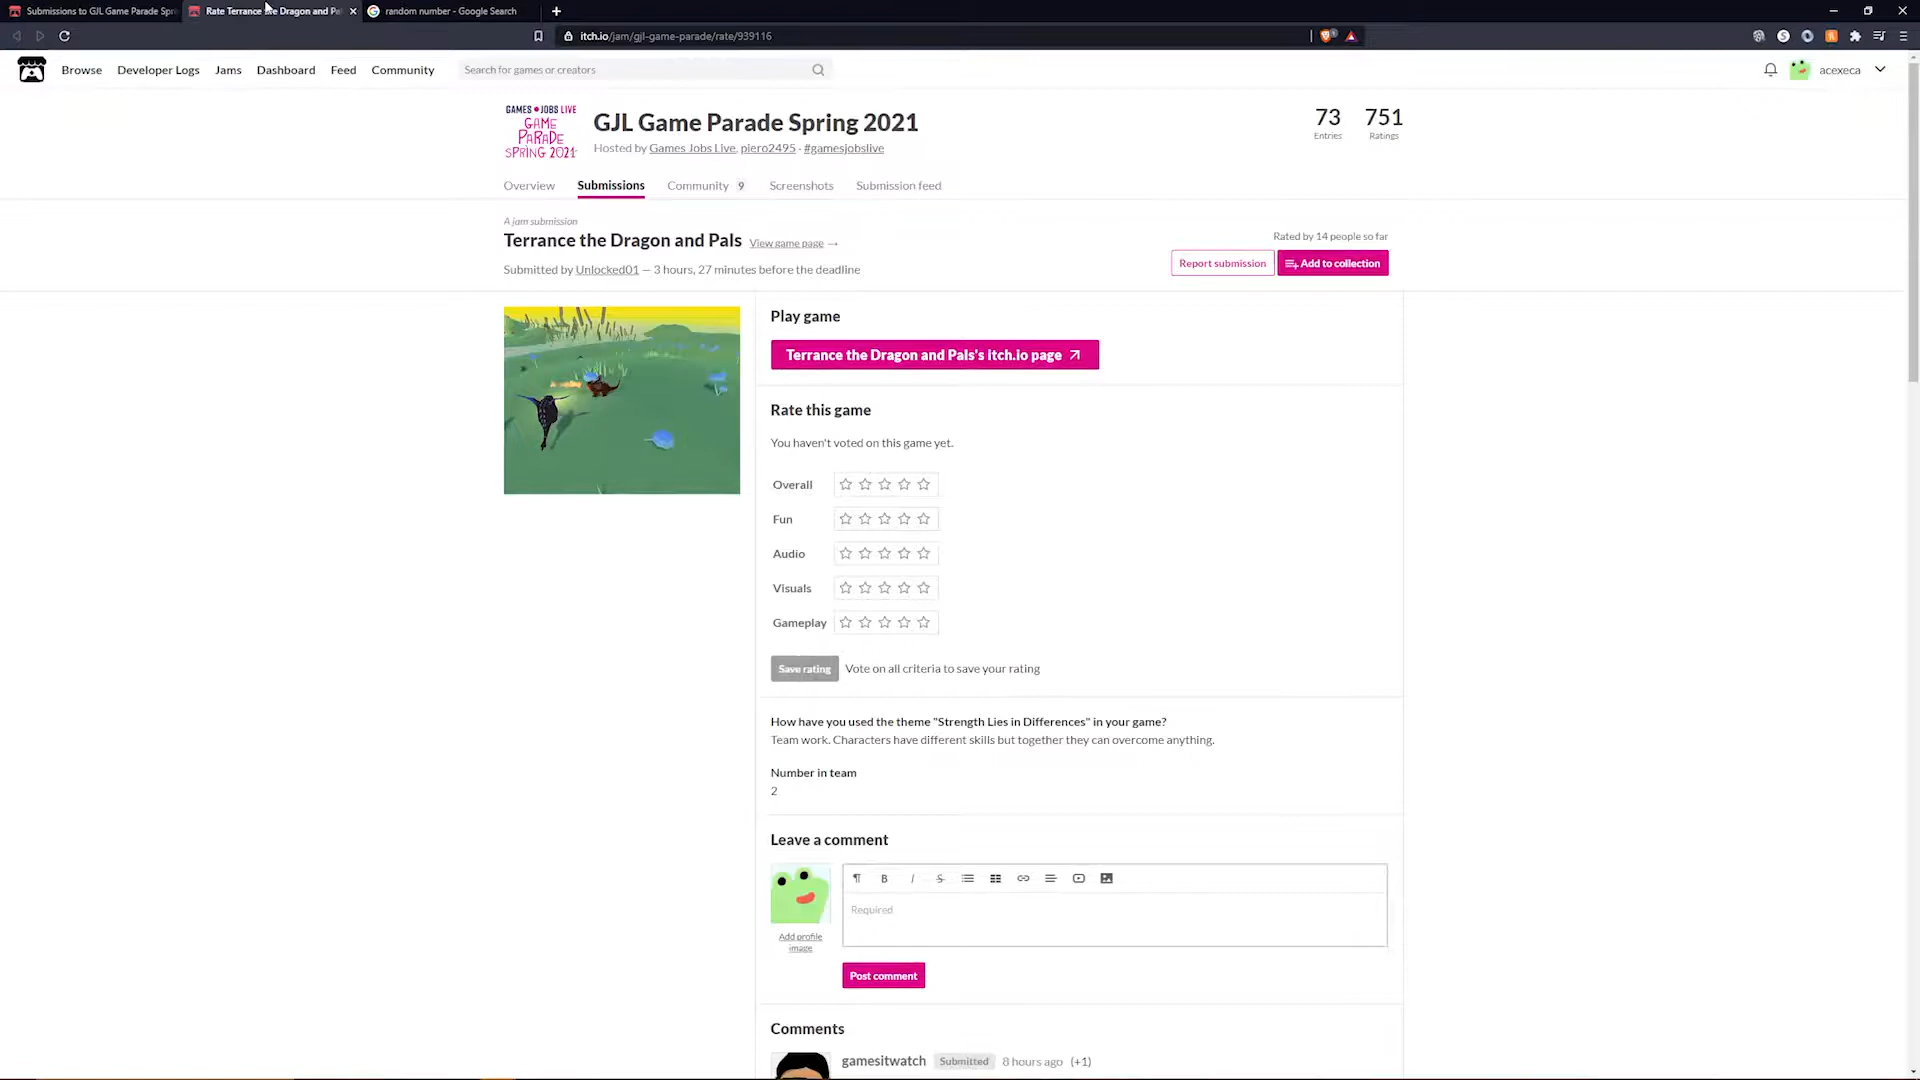 Submissions to GJL Game Parade Spr
Rate Terrance the Dragon and Pa
random number - Google Search
itch.io/jam/gjl-game-parade/rate/939116
Browse
Developer Logs
Jams
Dashboard
Feed
Community
Search for games or creators
acexeca
GAMES JOBS LIVE
GAME
PARADE
SPRING 2021
GJL Game Parade Spring 2021
Hosted by Games Jobs Live, piero2495 · #gamesjobslive
73
Entries
751
Ratings
Overview
Submissions
Community 9
Screenshots
Submission feed
A jam submission
Terrance the Dragon and Pals View game page →
Submitted by Unlocked01 — 3 hours, 27 minutes before the deadline
Rated by 14 people so far
Report submission
Add to collection
Play game
Terrance the Dragon and Pals's itch.io page
Rate this game
You haven't voted on this game yet.
Overall
Fun
Audio
Visuals
Gameplay
Save rating Vote on all criteria to save your rating
How have you used the theme "Strength Lies in Differences" in your game?
Team work. Characters have different skills but together they can overcome anything.
Number in team
2
Leave a comment
Required
Add profile
image
Post comment
Comments
gamesitwatch Submitted 8 hours ago (+1)